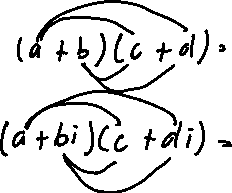 (a + b)(c + d) =
(a + bi)(c + di) =